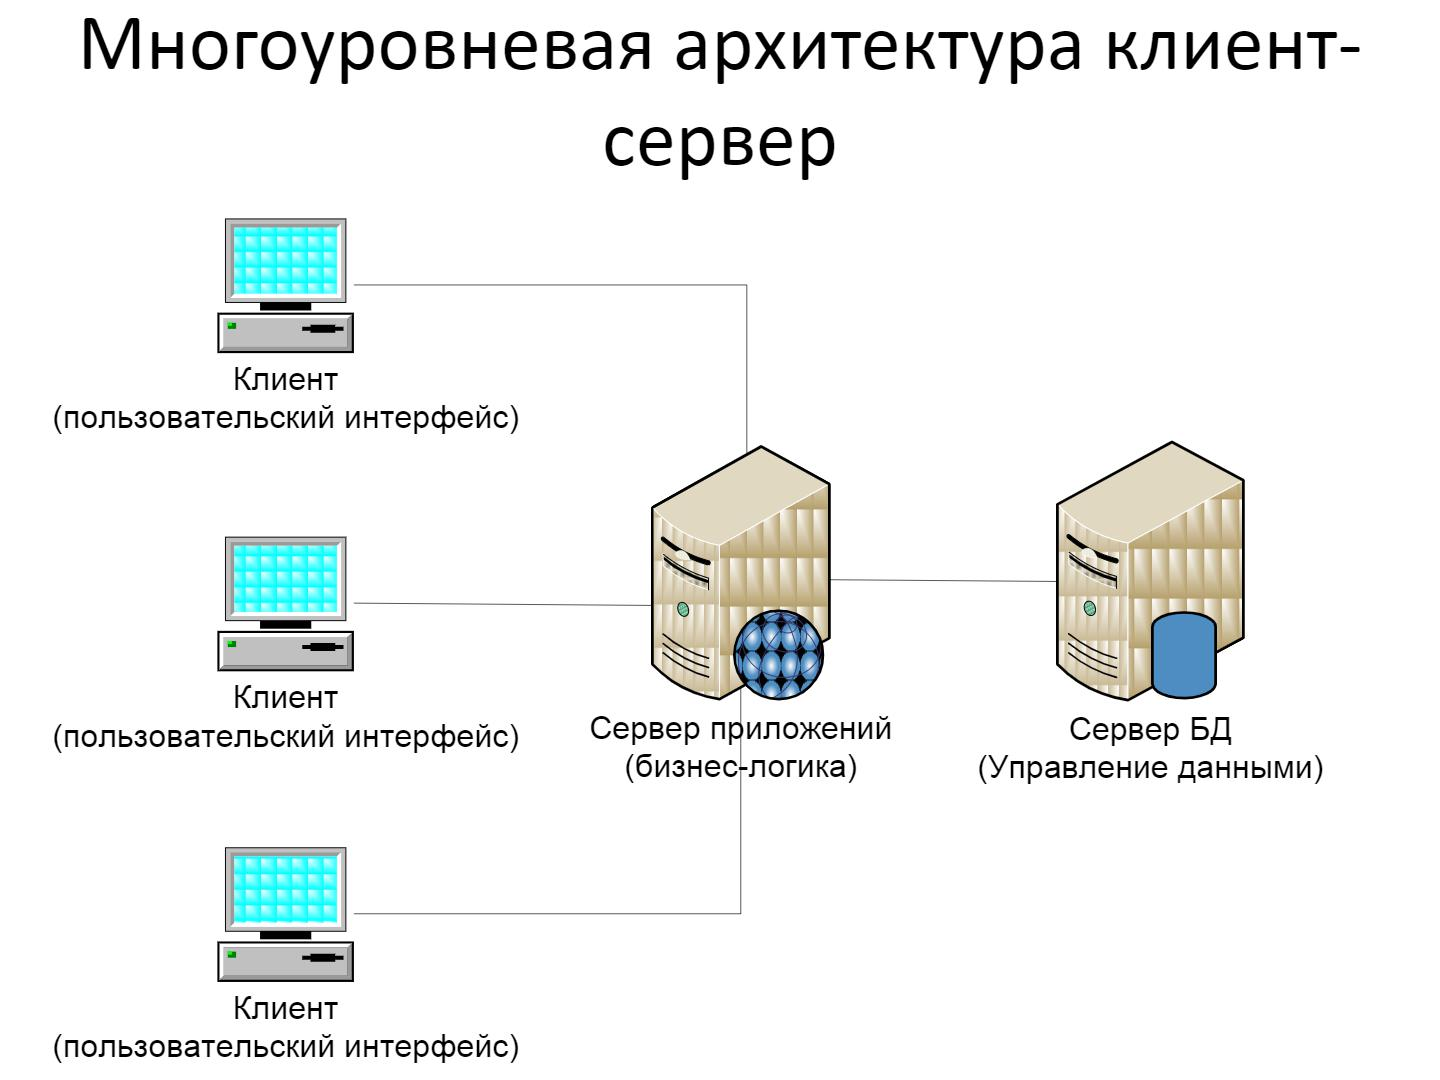 Многоуровневая архитектура клиент-
сервер
Клиент
(пользовательский интерфейс)
Клиент
(пользовательский интерфейс)
Сервер приложений
(бизнес-логика)
Сервер БД
(Управление данными)
Клиент
(пользовательский интерфейс)